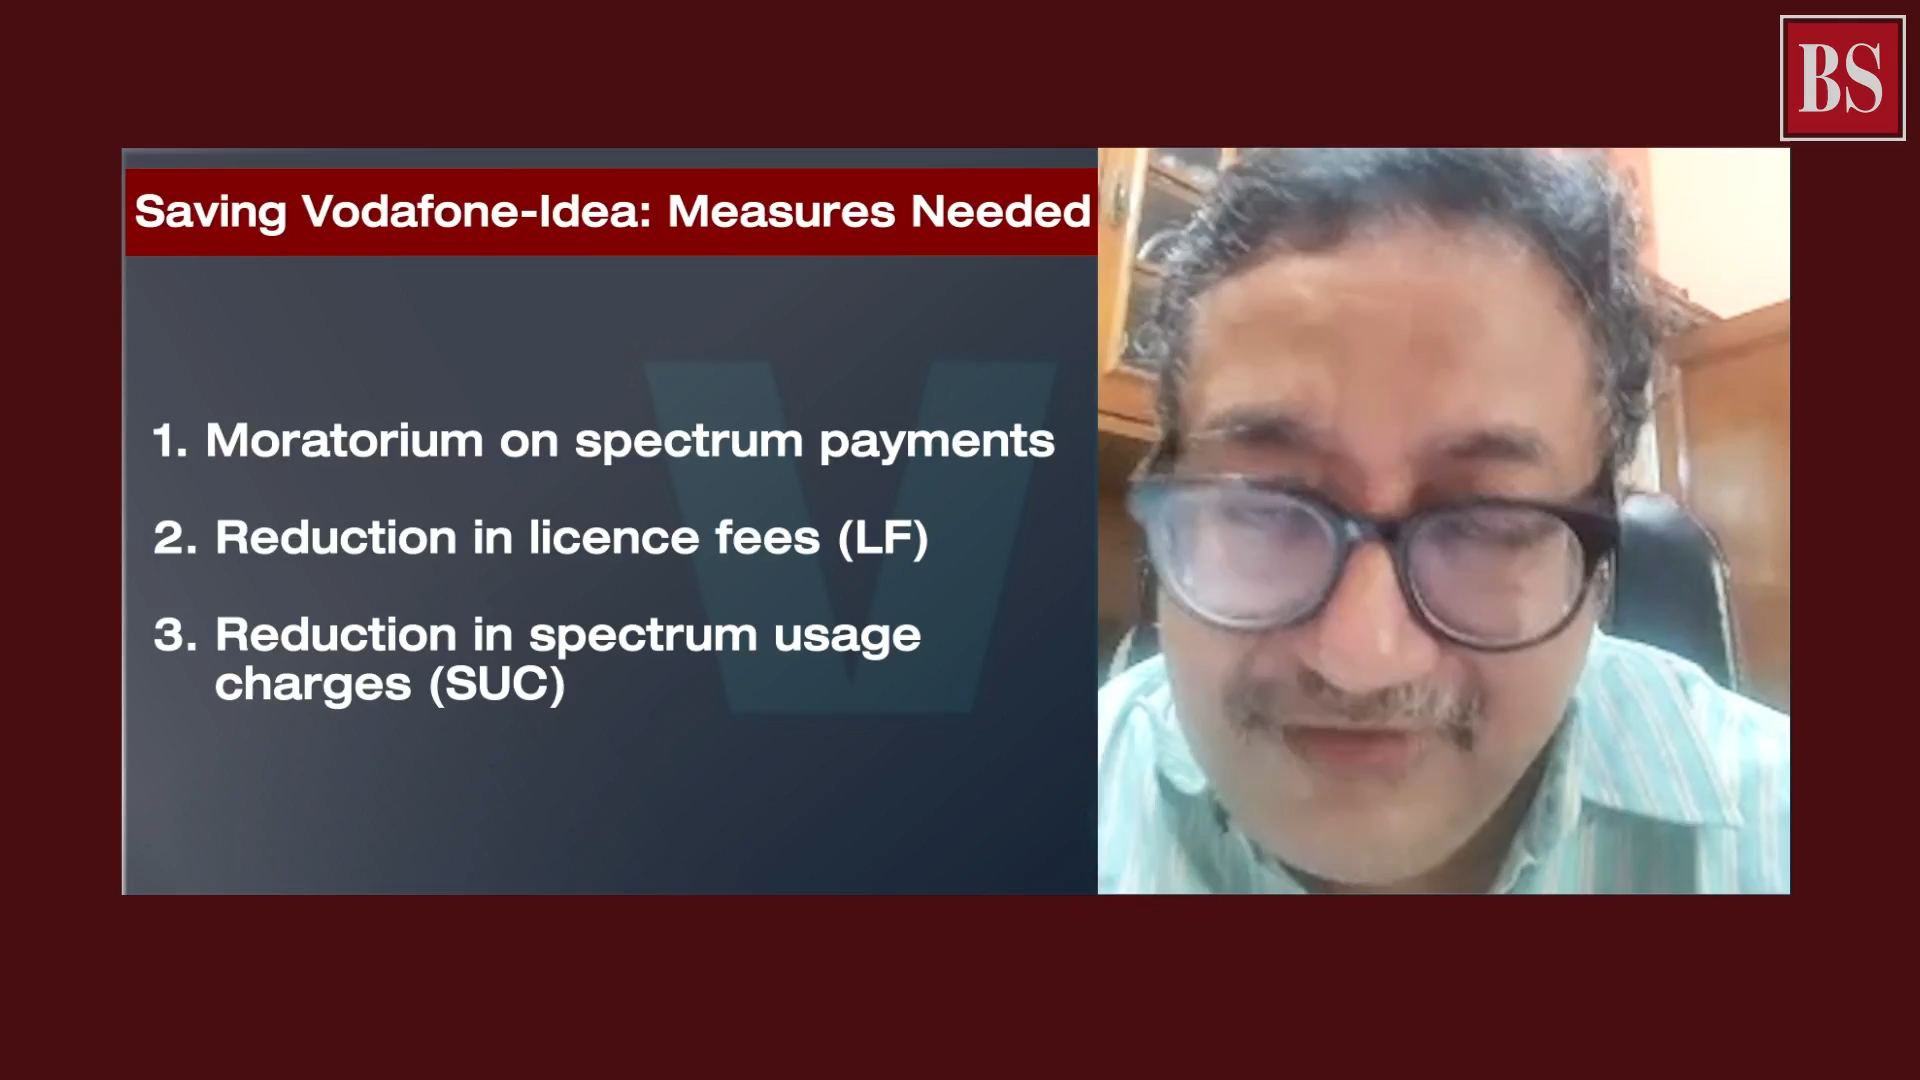 BS
Saving Vodafone-Idea: Measures Needed
1. Moratorium on spectrum payments
2. Reduction in licence fees (LF)
3. Reduction in spectrum usage
charges (SUC)